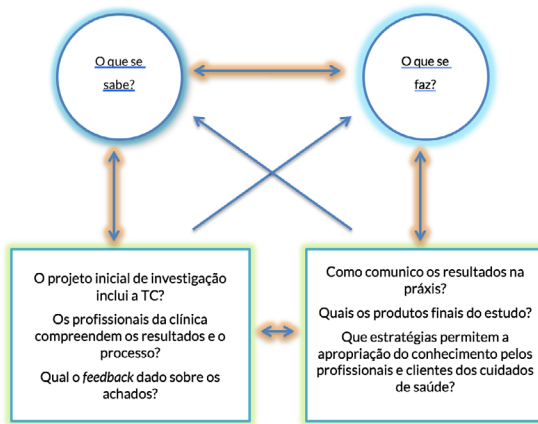 O que se
sabe?
O que se
faz?
O projeto inicial de investigação
inclui a TC?
Os profissionais da clínica
compreendem os resultados e o
processo?
Qual o feedback dado sobre os
achados?
Como comunico os resultados na
práxis?
Quais os produtos finais do estudo?
Que estratégias permitem a
apropriação do conhecimento pelos
profissionais e clientes dos cuidados
de saúde?